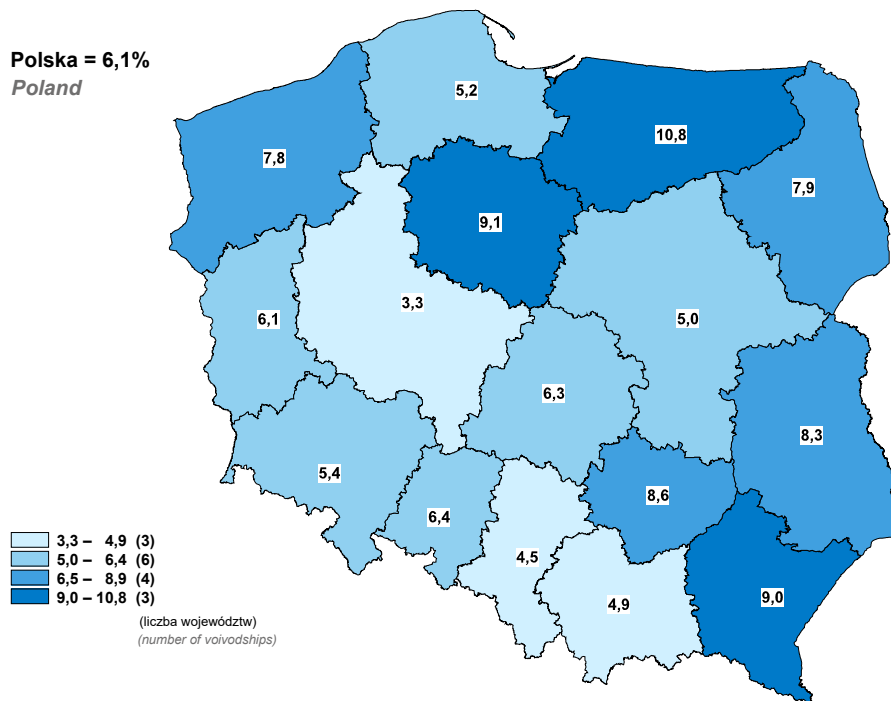 Polska = 6,1%
Poland
5,2
10,8
7,8
7,9
9,1
3,3
6,1
5,0
6,3
8,3
5,4
8,6
6,4
4,5
4,9
9,0
3,3 – 4,9 (3)
5,0 – 6,4 (6)
6,5 – 8,9 (4)
9,0 – 10,8 (3)
(liczba województw)
(number of voivodships)